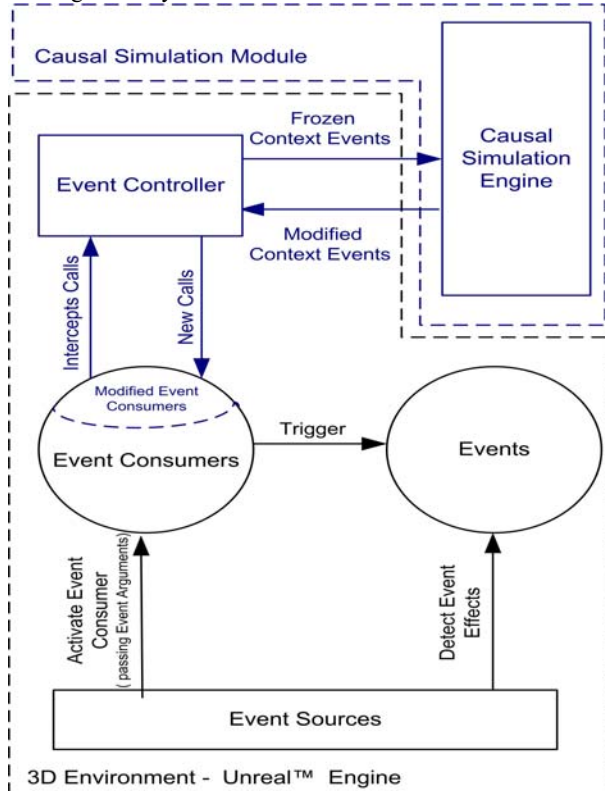 Causal Simulation Module
Frozen
Context Events
Causal
Simulation
Engine
Event Controller
Modified
Context Events
Intercepts Calls
New Calls
Modified Event
Consumers
Event Consumers
Trigger
Events
Activate Event
Consumer
( passing Event Arguments)
Detect Event
Effects
Event Sources
3D Environment - Unreal™ Engine